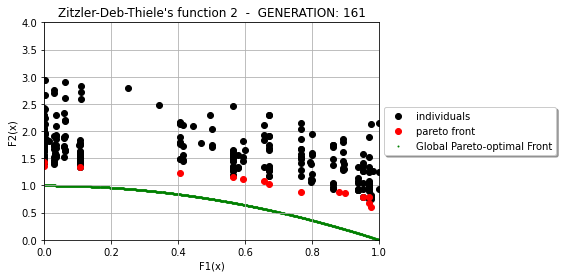 Zitzler-Deb-Thiele's function 2  -  GENERATION: 161
4.0
3.5
3.0
2.5
2.0
1.5
1.0
0.5
0.0
F2(x)
0.0 0.2 0.4 0.6 0.8 1.0
F1(x)
individuals
pareto front
Global Pareto-optimal Front